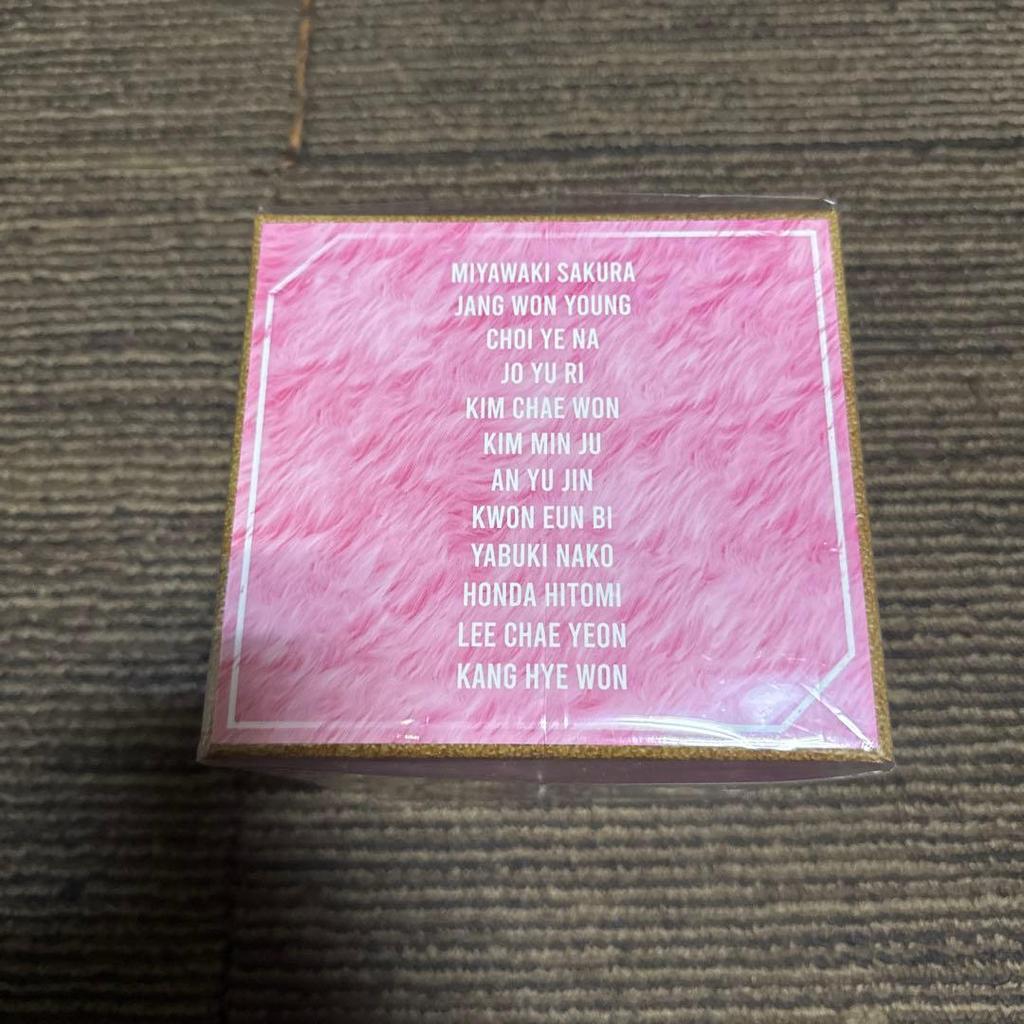 MIYAWAKI SAKURA
JANG WON YOUNG
CHOI YE NA
JO YU RI
KIM CHAE WON
KIM MIN JU
AN YU JIN
KWON EUN BI
YABUKI NAKO
HONDA HITOMI
LEE CHAE YEON
KANG HYE WON